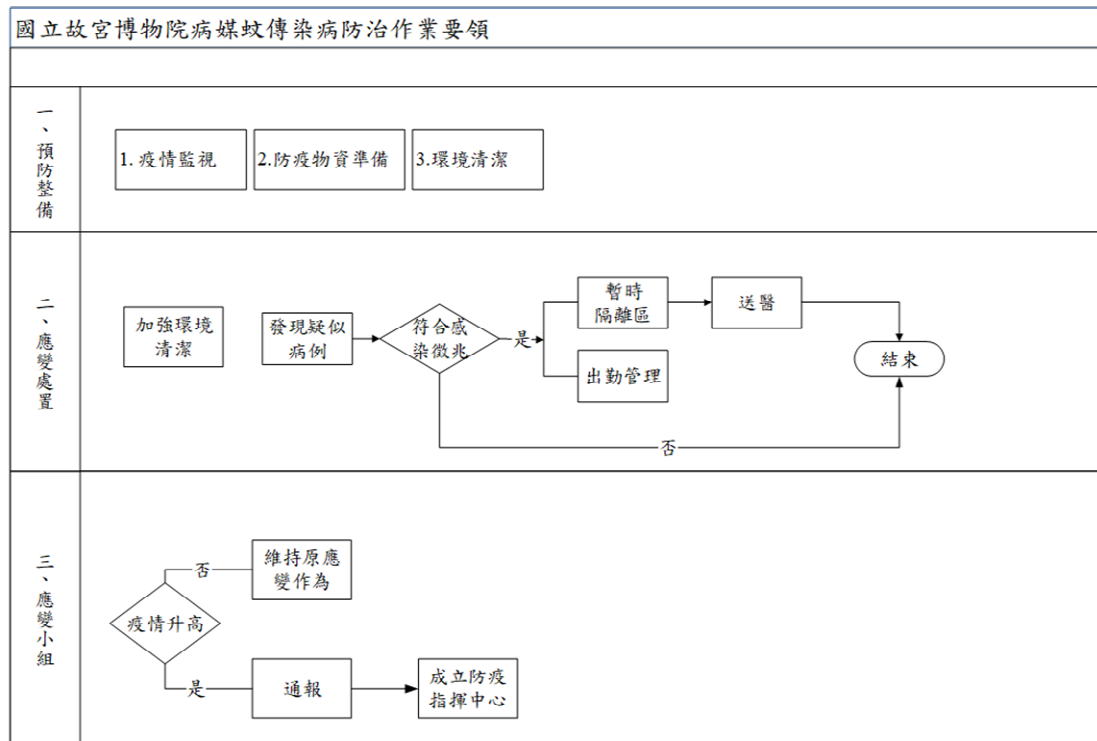 國立故宮博物院病媒蚊傳染病防治作業要領
一、預防整備
1. 疫情監視
2.防疫物資準備
3.環境清潔
二、應變處置
加強環境
清潔
發現疑似
病例
符合感
染徵兆
是
暫時
隔離區
送醫
出勤管理
結束
否
三、應變小組
疫情升高
否
維持原應
變作為
是
通報
成立防疫
指揮中心